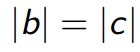 |b| = |c|